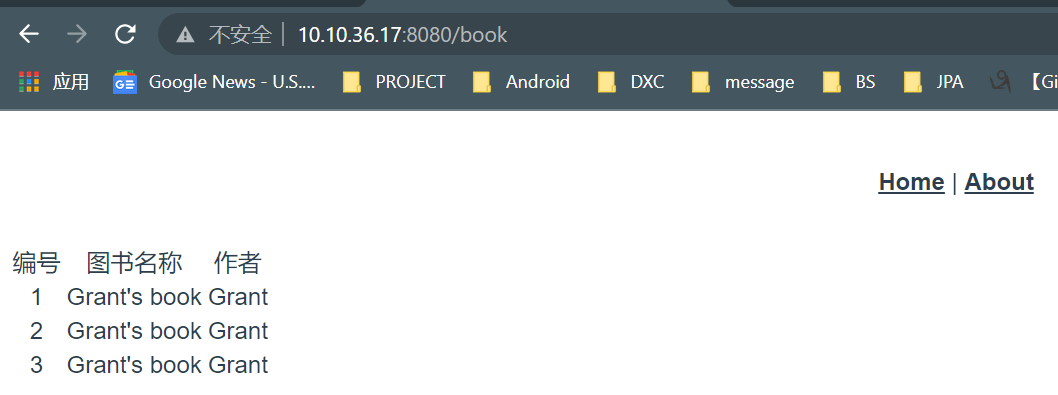 不安全 | 10.10.36.17:8080/book
应用 Google News - U.S.... PROJECT Android DXC message BS JPA 【Gi
Home | About
编号 图书名称 作者
1 Grant's book Grant
2 Grant's book Grant
3 Grant's book Grant